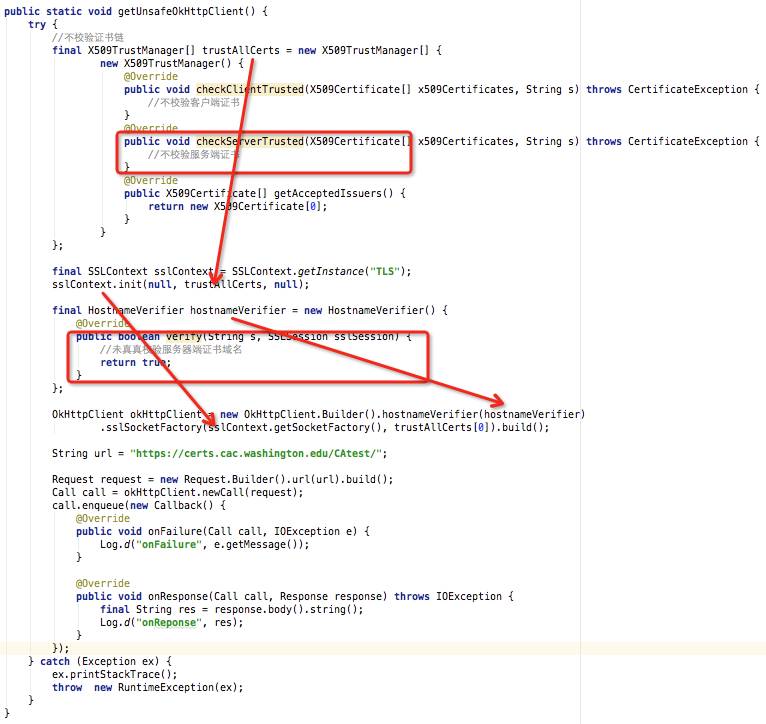 public static void getUnsafeOkHttpClient() {
try {
//不校验证书链
final X509TrustManager[] trustAllCerts = new X509TrustManager[] {
new X509TrustManager() {
@Override
public void checkClientTrusted(X509Certificate[] x509Certificates, String s) throws CertificateException {
//不校验客户端证书
}
@Override
public void checkServerTrusted(X509Certificate[] x509Certificates, String s) throws CertificateException {
//不校验服务端证书
}
@Override
public X509Certificate[] getAcceptedIssuers() {
return new X509Certificate[0];
}
}
};
final SSLContext sslContext = SSLContext.getInstance("TLS");
sslContext.init(null, trustAllCerts, null);
final HostnameVerifier hostnameVerifier = new HostnameVerifier() {
@Override
public boolean verify(String s, SSLSession sslSession) {
//未真真校验服务器端证书域名
return true;
}
};
OkHttpClient okHttpClient = new OkHttpClient.Builder().hostnameVerifier(hostnameVerifier)
.sslSocketFactory(sslContext.getSocketFactory(), trustAllCerts[0]).build();
String url = "https://certs.cac.washington.edu/CAtest/";
Request request = new Request.Builder().url(url).build();
Call call = okHttpClient.newCall(request);
call.enqueue(new Callback() {
@Override
public void onFailure(Call call, IOException e) {
Log.d("onFailure", e.getMessage());
}
@Override
public void onResponse(Call call, Response response) throws IOException {
final String res = response.body().string();
Log.d("onReponse", res);
}
});
} catch (Exception ex) {
ex.printStackTrace();
throw  new RuntimeException(ex);
}
}